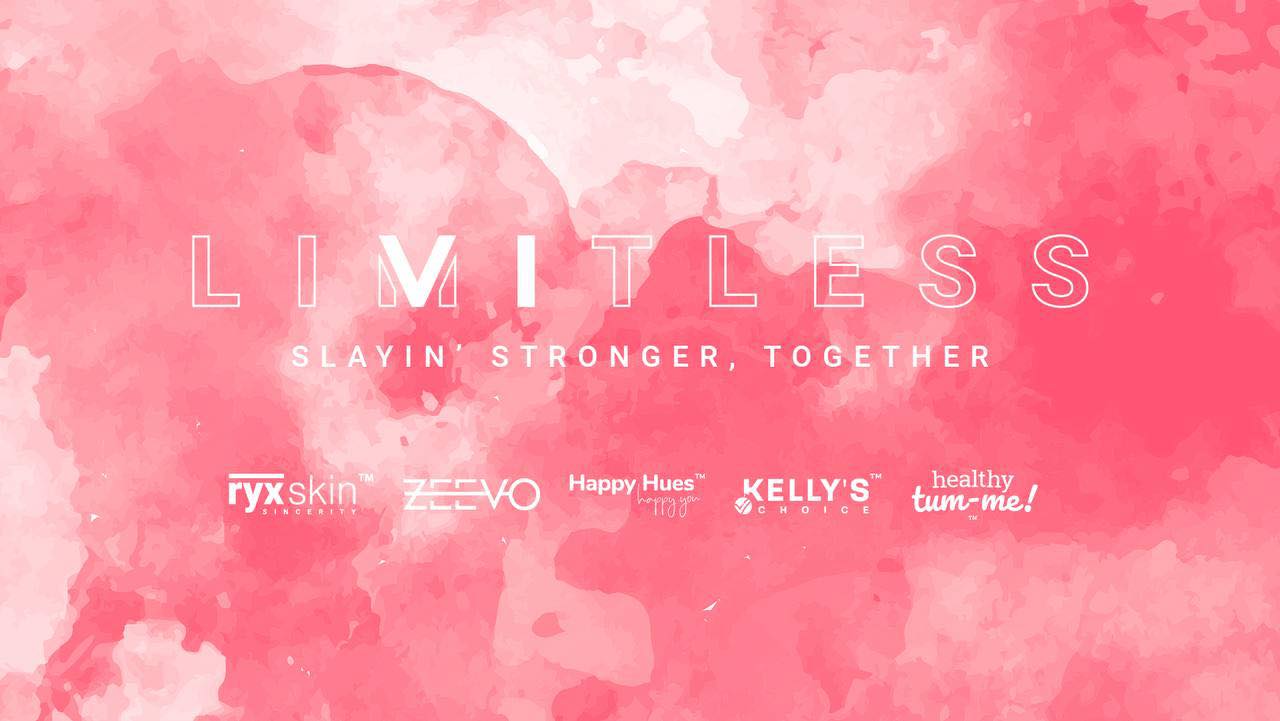 LIMITLESS
SLAYIN' STRONGER, TOGETHER
ryxskin™ ZEEVO Happy Hues™ KELLY'S™ healthy
SINCERITY happy you CHOICE tum-me!™